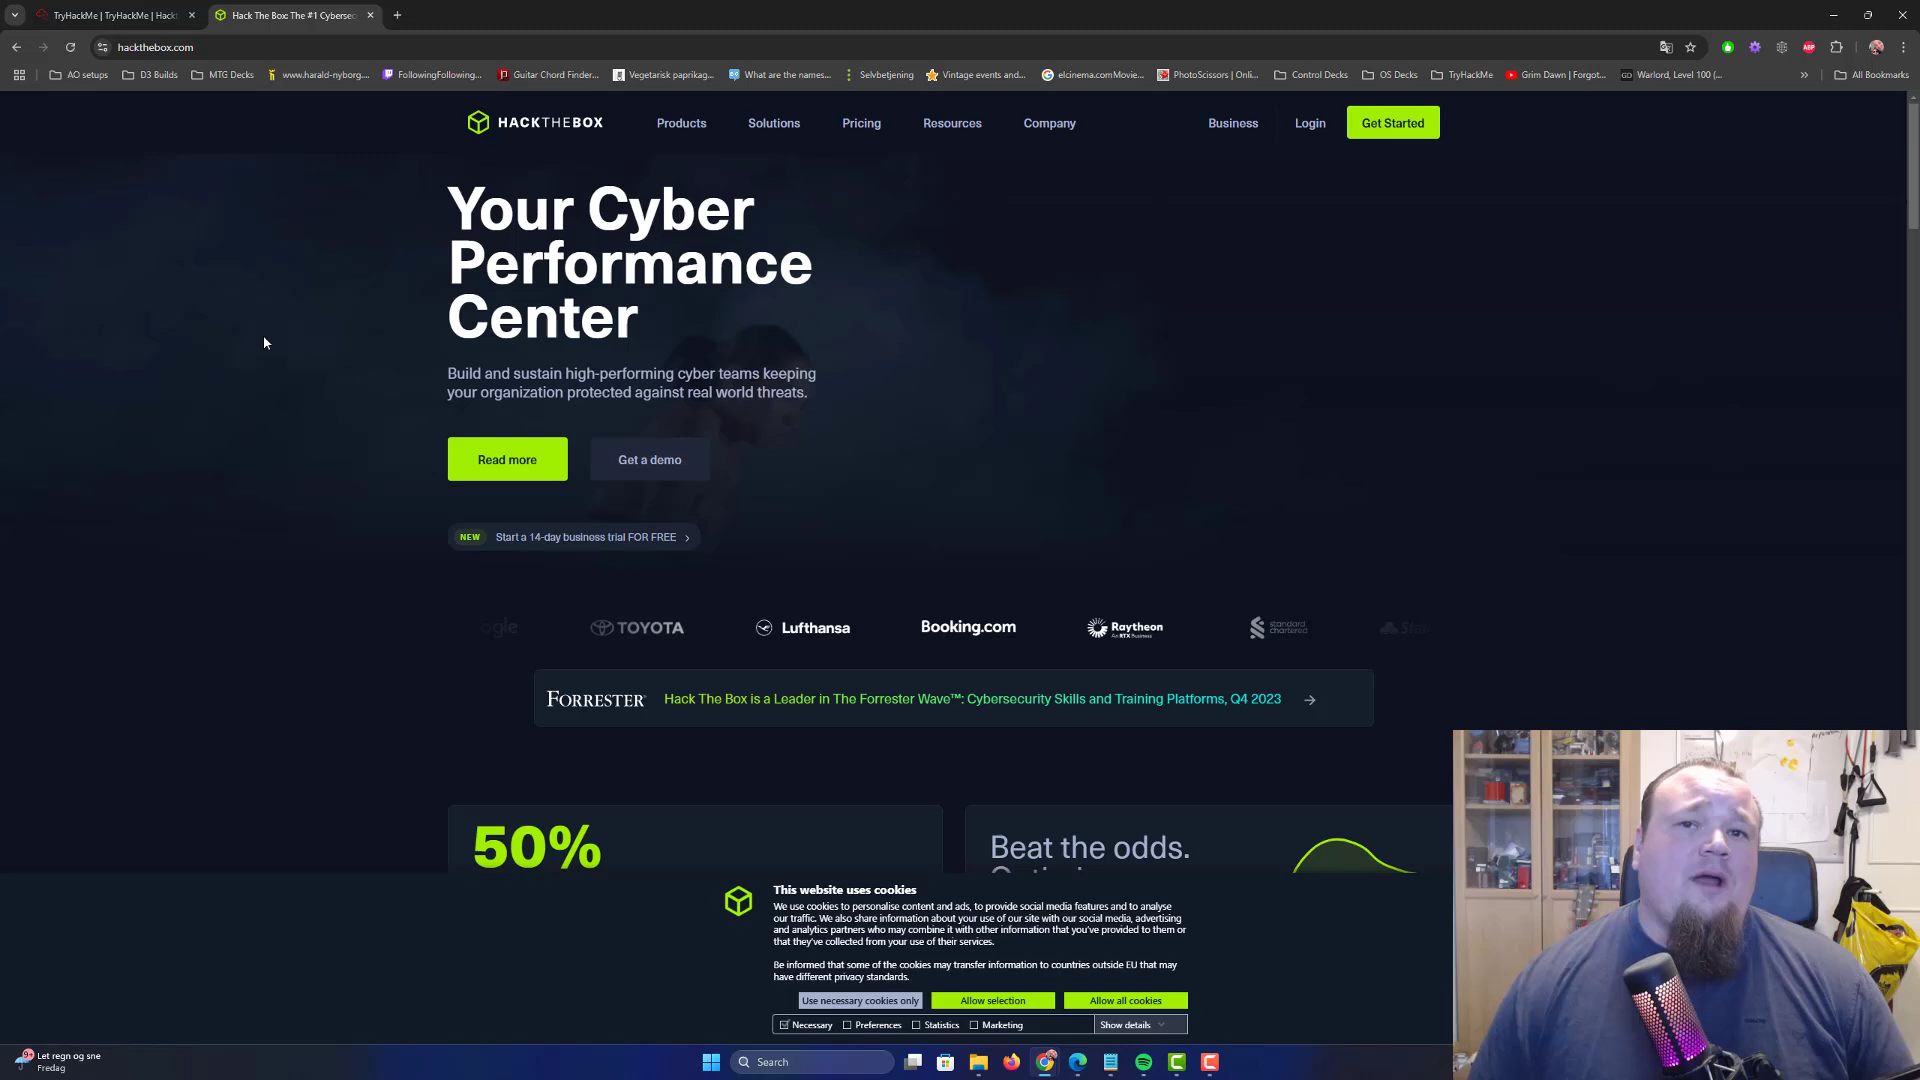 TryHackMe | TryHackMe | Hacki
Hack The Box: The #1 Cybersec
hackthebox.com
AO setups
D3 Builds
MTG Decks
www.harald-nyborg....
FollowingFollowing...
Guitar Chord Finder...
Vegetarisk paprikag...
What are the names...
Selvbetjening
Vintage events and...
elcinema.comMovie...
PhotoScissors | Onli...
Control Decks
OS Decks
TryHackMe
Grim Dawn | Forgot...
Warlord, Level 100 (...
All Bookmarks
HACKTHEBOX
Products
Solutions
Pricing
Resources
Company
Business
Login
Get Started
Your Cyber
Performance
Center
Build and sustain high-performing cyber teams keeping
your organization protected against real world threats.
Read more
Get a demo
NEW Start a 14-day business trial FOR FREE
ogle
TOYOTA
Lufthansa
Booking.com
Raytheon
An RTX Business
standard
chartered
FORRESTER
Hack The Box is a Leader in The Forrester Wave™: Cybersecurity Skills and Training Platforms, Q4 2023
50%
Beat the odds.
This website uses cookies
We use cookies to personalise content and ads, to provide social media features and to analyse
our traffic. We also share information about your use of our site with our social media, advertising
and analytics partners who may combine it with other information that you've provided to them or
that they've collected from your use of their services.
Be informed that some of the cookies may transfer information to countries outside EU that may
have different privacy standards.
Use necessary cookies only
Allow selection
Allow all cookies
Necessary
Preferences
Statistics
Marketing
Show details
Let regn og sne
Fredag
Search